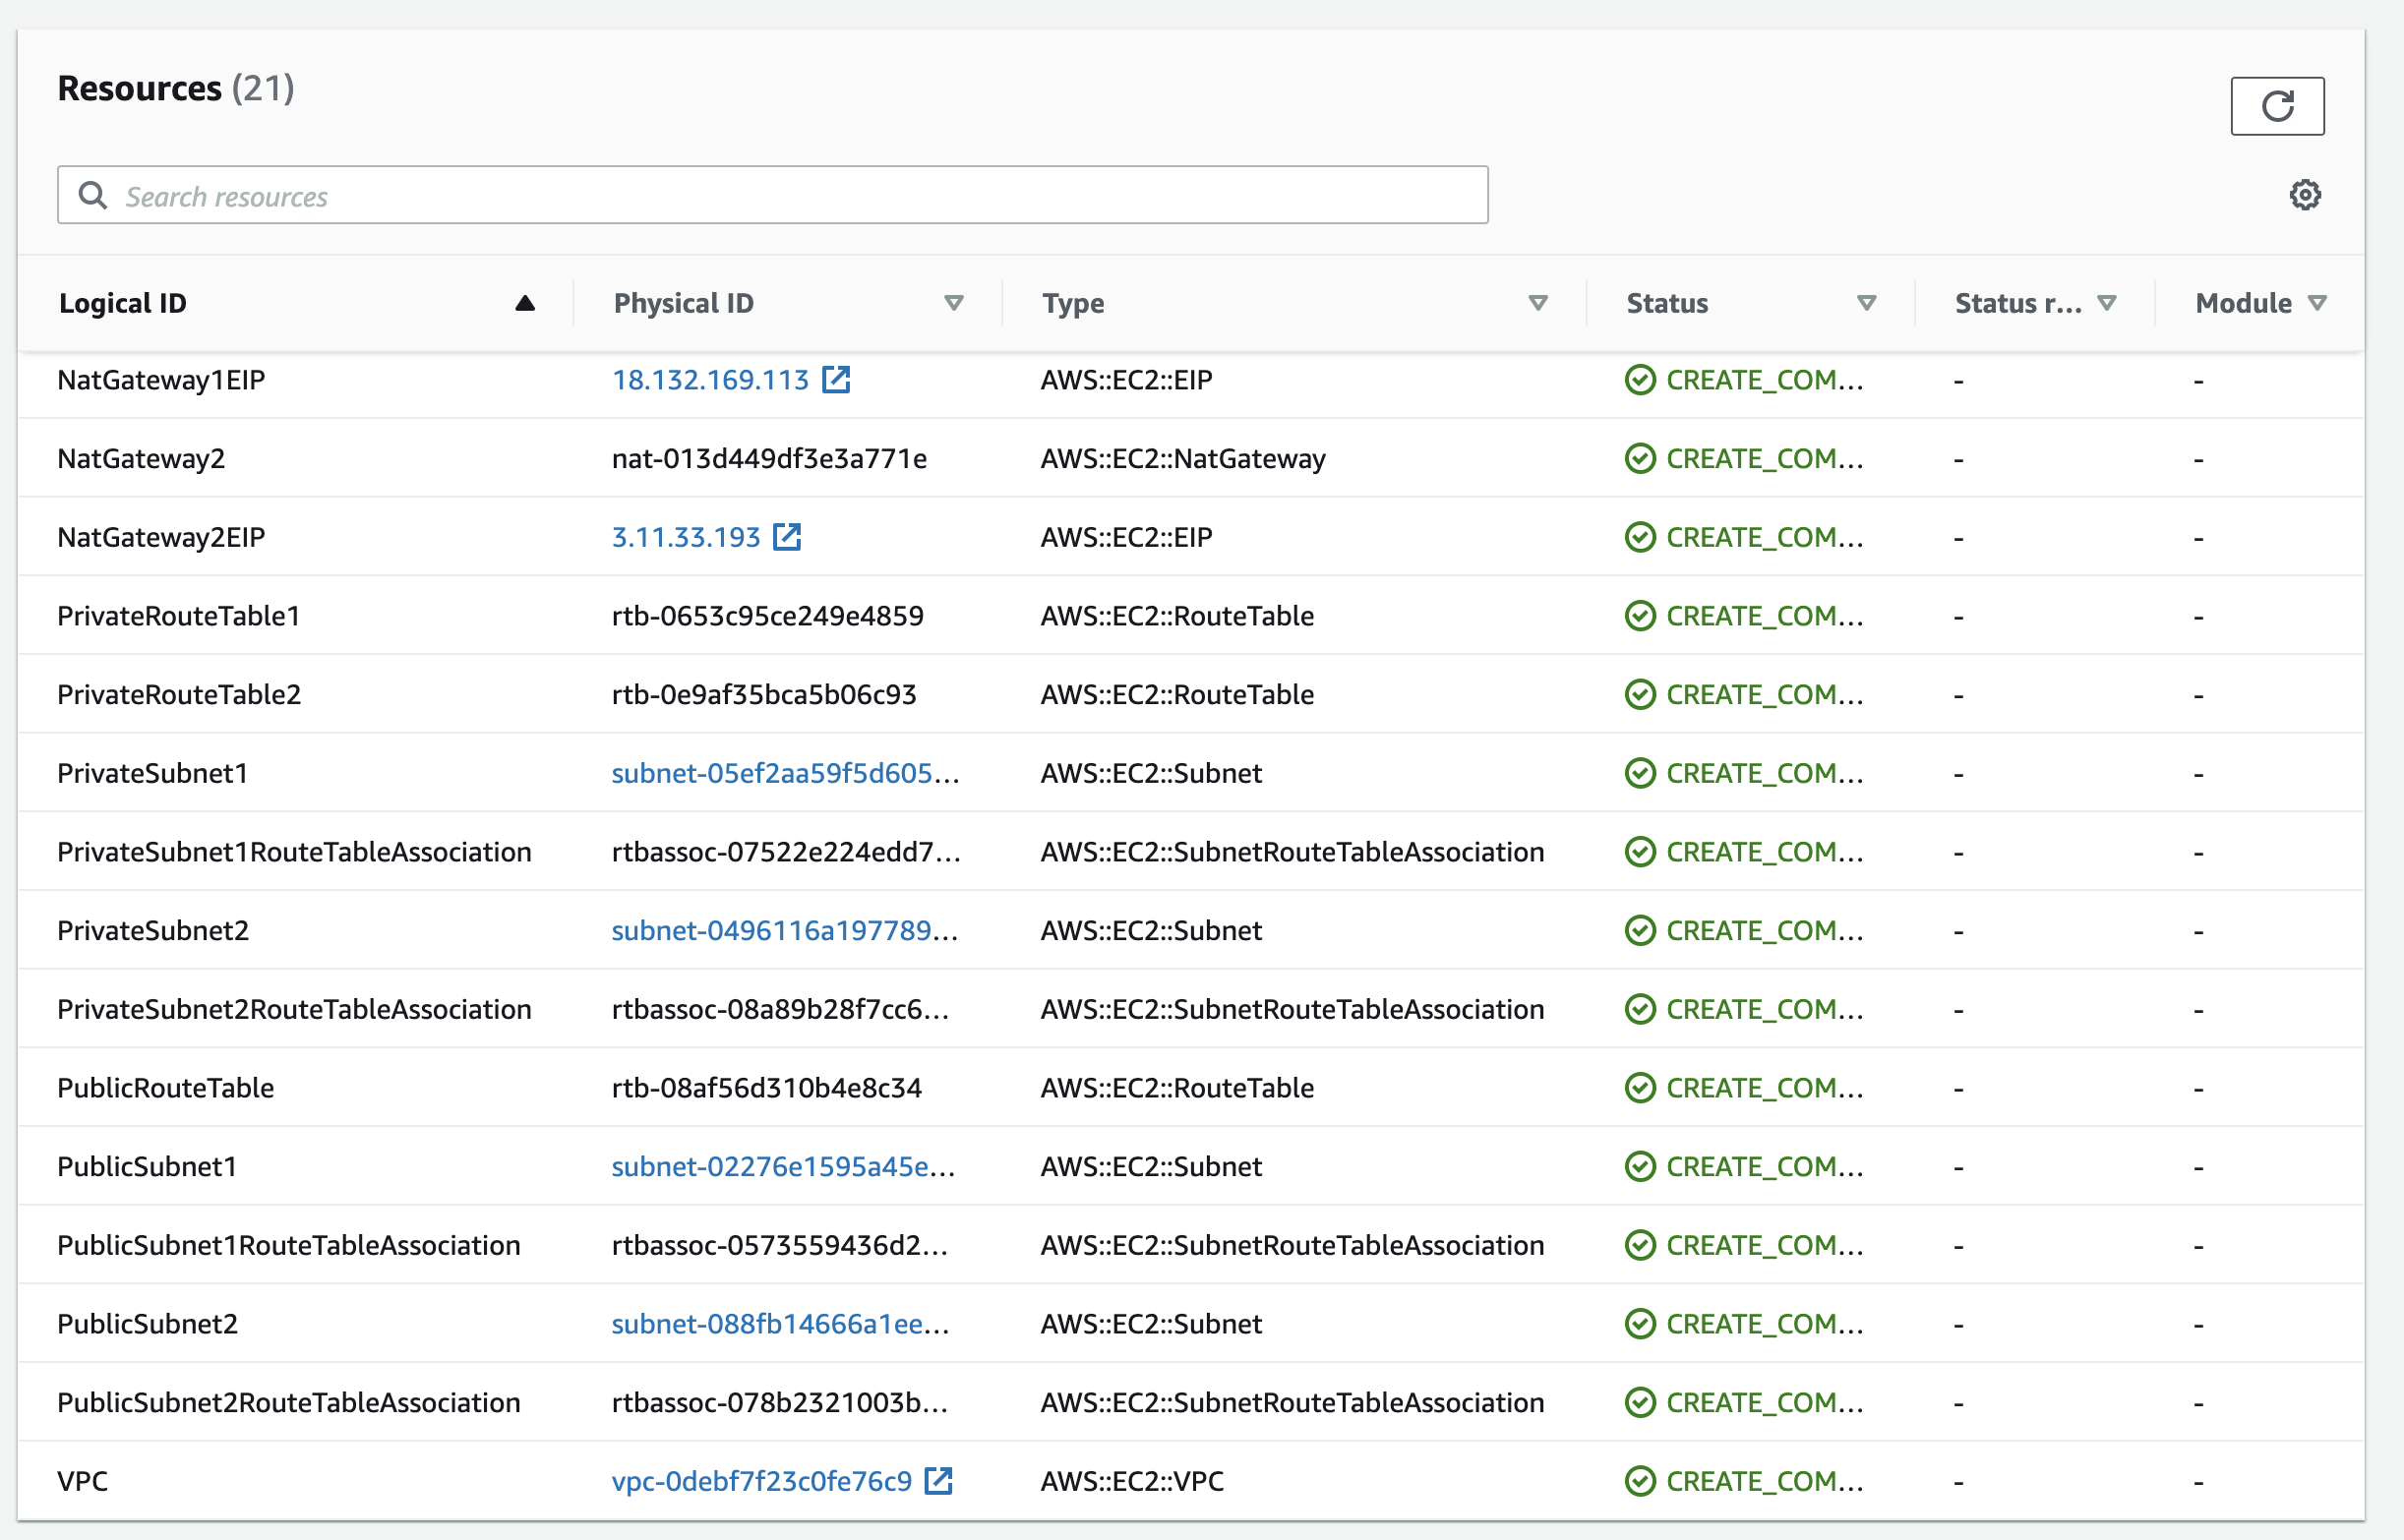 Resources (21)
Search resources
Logical ID Physical ID Type Status Status r... Module
NatGateway1EIP 18.132.169.113 AWS::EC2::EIP CREATE_COM... - -
NatGateway2 nat-013d449df3e3a771e AWS::EC2::NatGateway CREATE_COM... - -
NatGateway2EIP 3.11.33.193 AWS::EC2::EIP CREATE_COM... - -
PrivateRouteTable1 rtb-0653c95ce249e4859 AWS::EC2::RouteTable CREATE_COM... - -
PrivateRouteTable2 rtb-0e9af35bca5b06c93 AWS::EC2::RouteTable CREATE_COM... - -
PrivateSubnet1 subnet-05ef2aa59f5d605... AWS::EC2::Subnet CREATE_COM... - -
PrivateSubnet1RouteTableAssociation rtbassoc-07522e224edd7... AWS::EC2::SubnetRouteTableAssociation CREATE_COM... - -
PrivateSubnet2 subnet-0496116a197789... AWS::EC2::Subnet CREATE_COM... - -
PrivateSubnet2RouteTableAssociation rtbassoc-08a89b28f7cc6... AWS::EC2::SubnetRouteTableAssociation CREATE_COM... - -
PublicRouteTable rtb-08af56d310b4e8c34 AWS::EC2::RouteTable CREATE_COM... - -
PublicSubnet1 subnet-02276e1595a45e... AWS::EC2::Subnet CREATE_COM... - -
PublicSubnet1RouteTableAssociation rtbassoc-0573559436d2... AWS::EC2::SubnetRouteTableAssociation CREATE_COM... - -
PublicSubnet2 subnet-088fb14666a1ee... AWS::EC2::Subnet CREATE_COM... - -
PublicSubnet2RouteTableAssociation rtbassoc-078b2321003b... AWS::EC2::SubnetRouteTableAssociation CREATE_COM... - -
VPC vpc-0debf7f23c0fe76c9 AWS::EC2::VPC CREATE_COM... - -